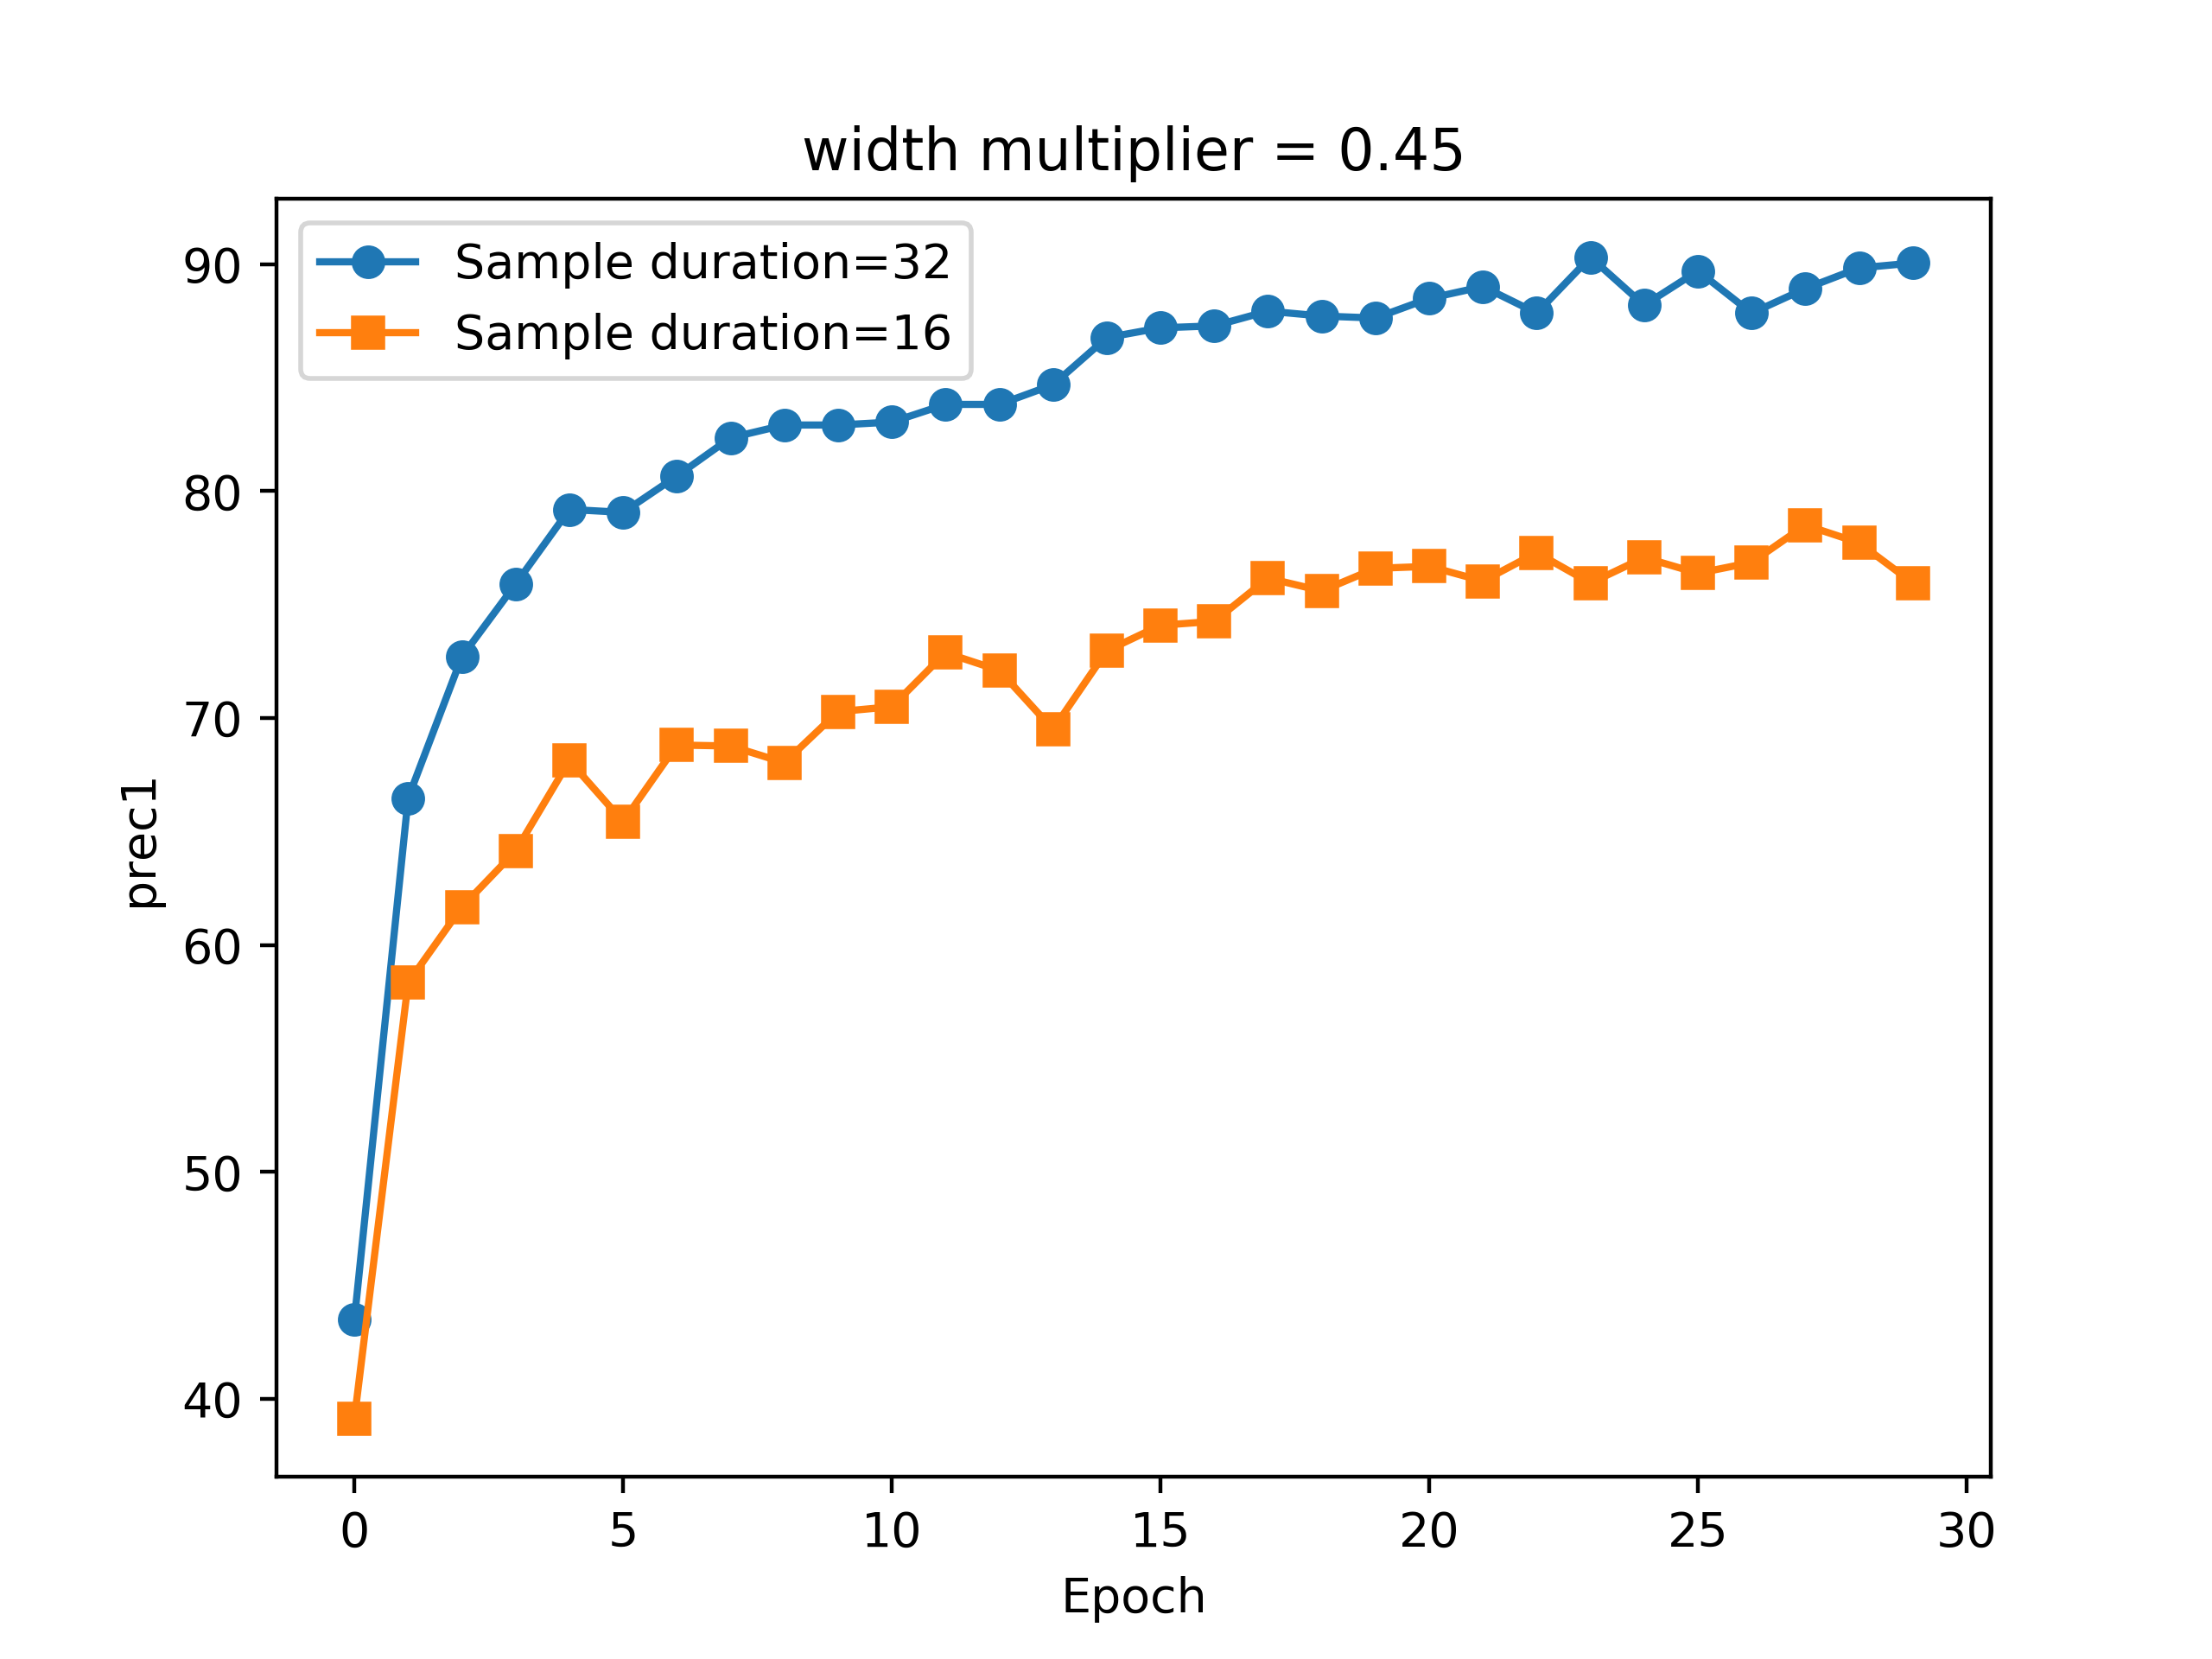 width multiplier = 0.45
Sample duration=32
Sample duration=16
90
80
70
60
50
40
prec1
0 5 10 15 20 25 30
Epoch